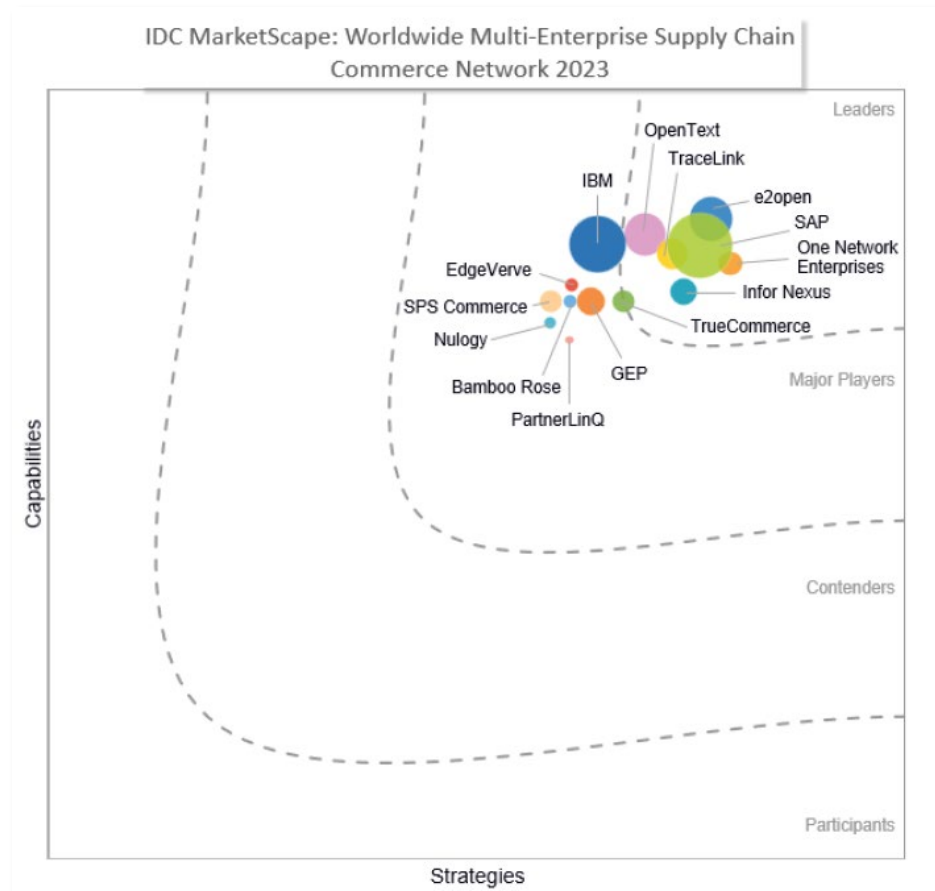 IDC MarketScape: Worldwide Multi-Enterprise Supply Chain
Commerce Network 2023
Leaders
OpenText
TraceLink
IBM
e2open
SAP
One Network
Enterprises
EdgeVerve
Infor Nexus
SPS Commerce
TrueCommerce
Nulogy
GEP
Major Players
Bamboo Rose
PartnerLinQ
Capabilities
Contenders
Participants
Strategies